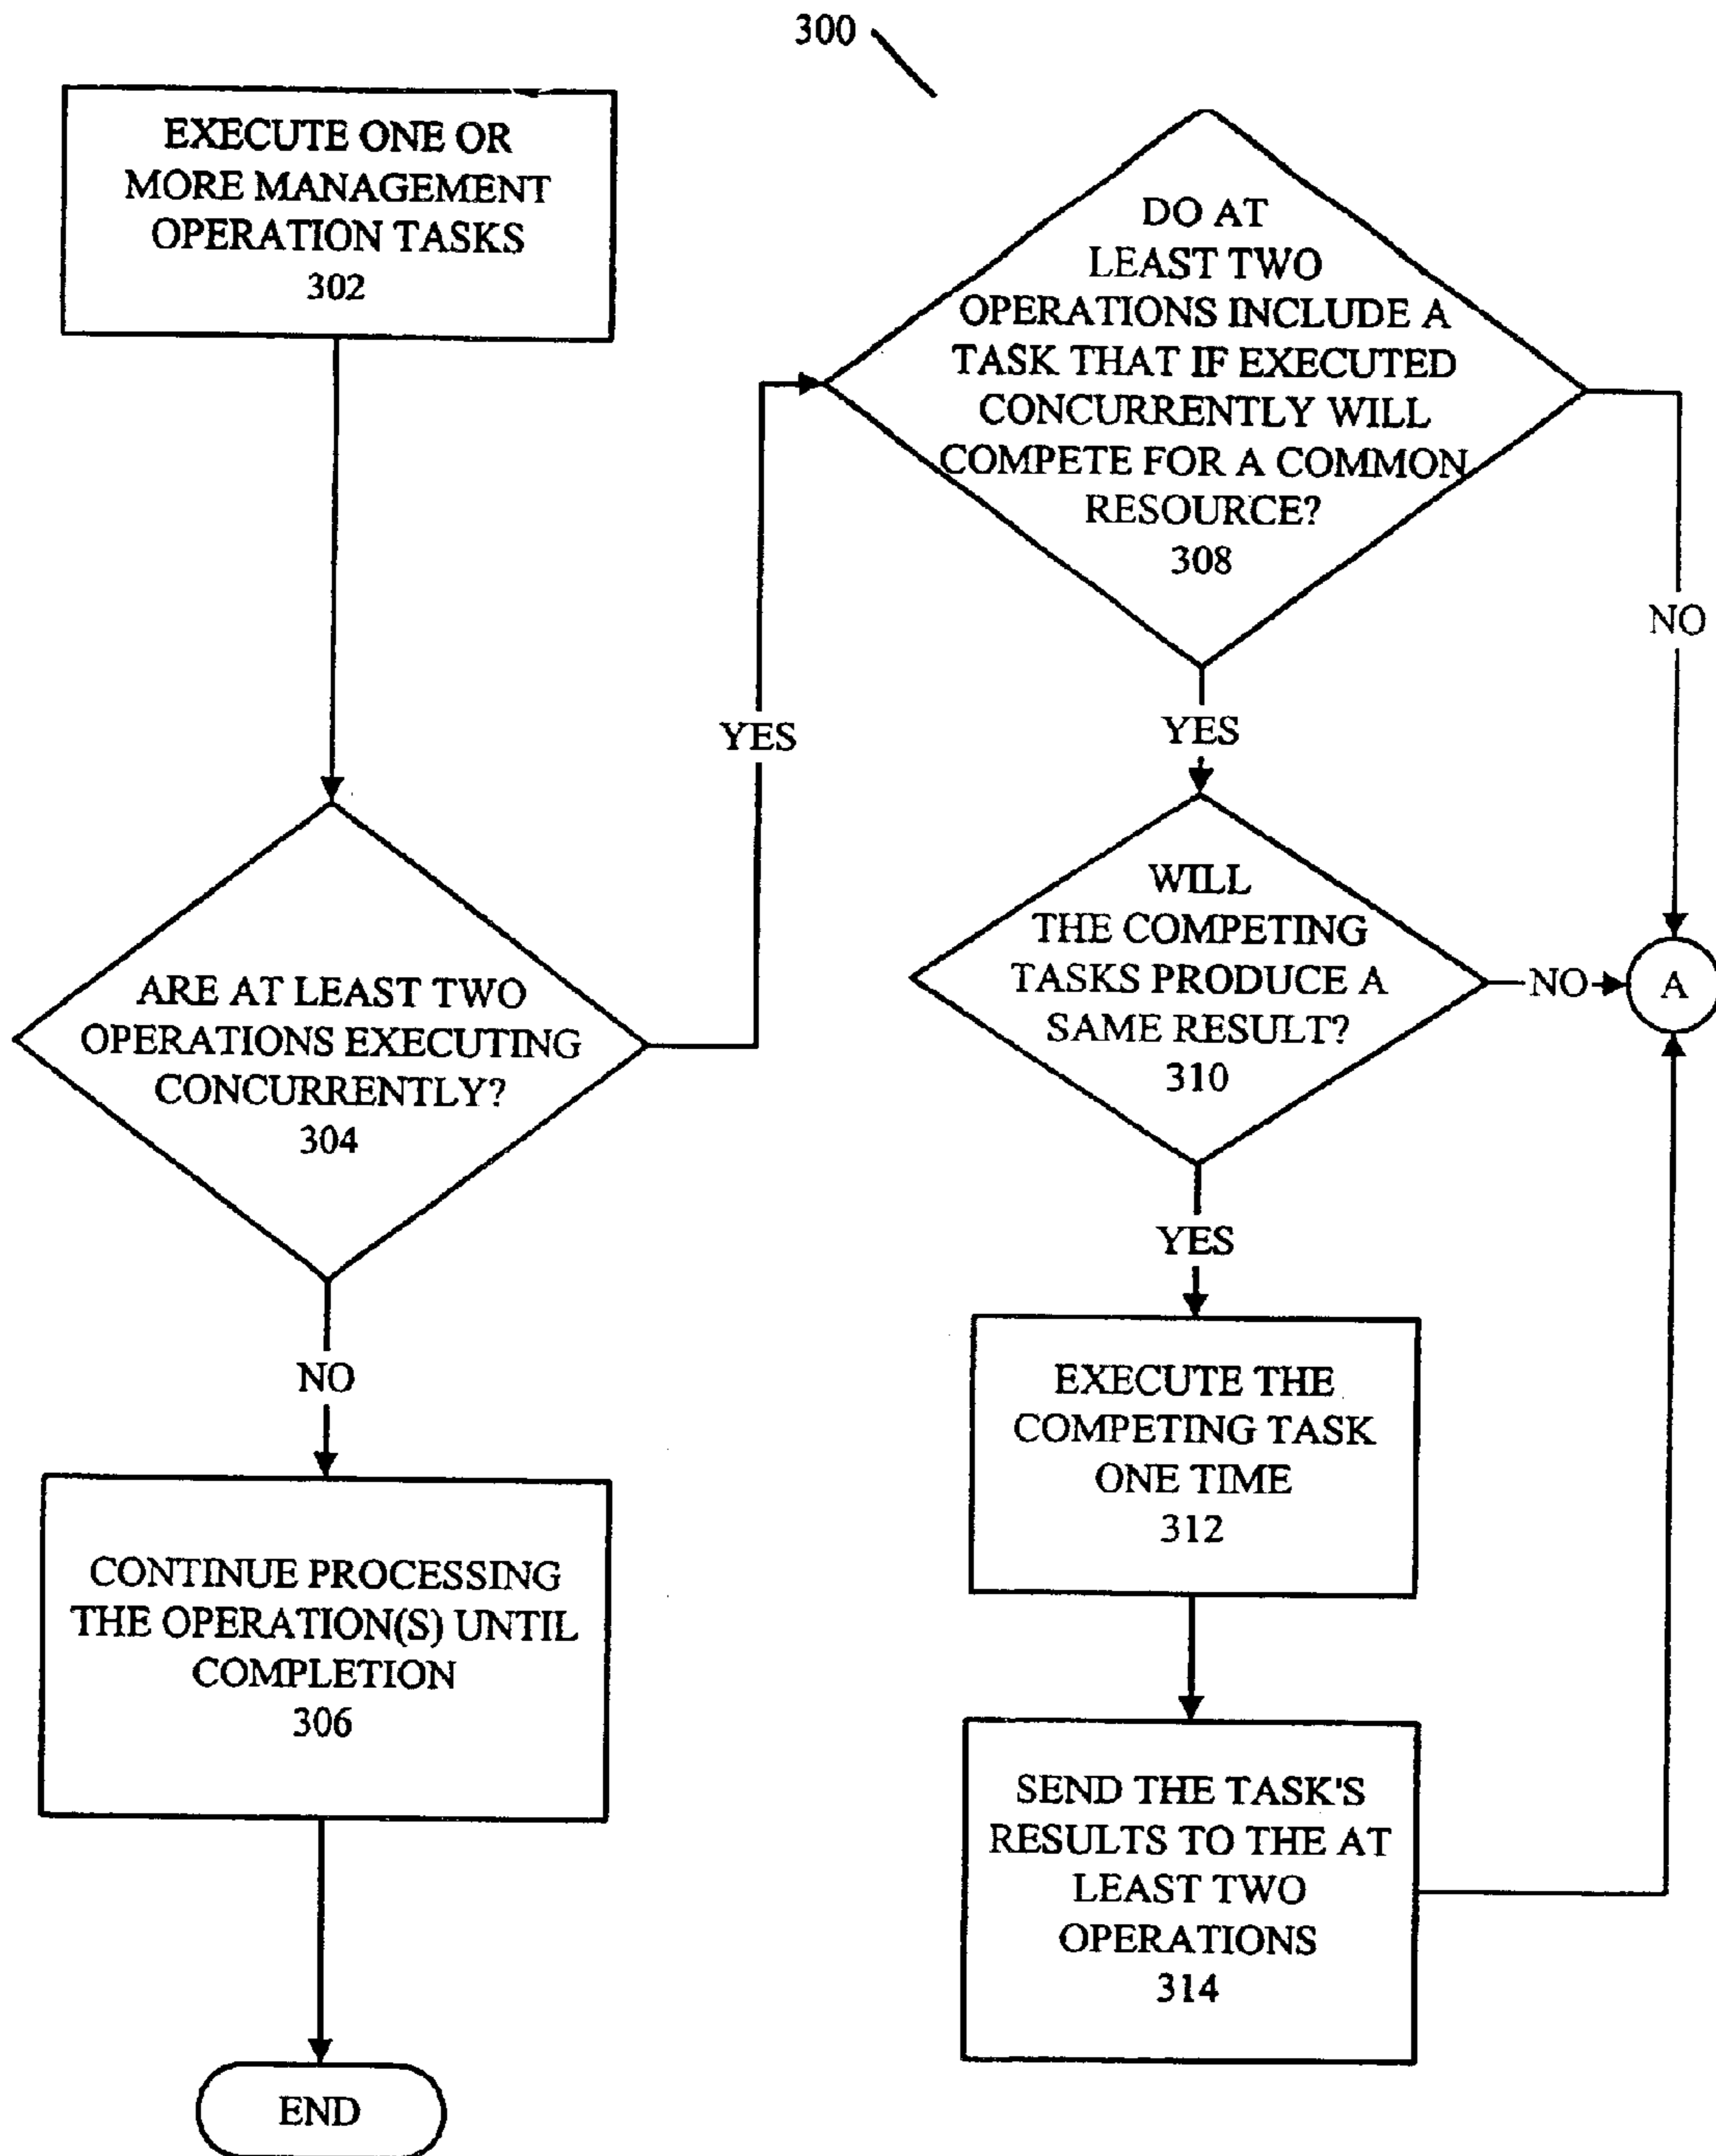 300
EXECUTE ONE OR
MORE MANAGEMENT
OPERATION TASKS
302
ARE AT LEAST TWO
OPERATIONS EXECUTING
CONCURRENTLY?
304
YES
NO
CONTINUE PROCESSING
THE OPERATION(S) UNTIL
COMPLETION
306
END
DO AT
LEAST TWO
OPERATIONS INCLUDE A
TASK THAT IF EXECUTED
CONCURRENTLY WILL
COMPETE FOR A COMMON
RESOURCE?
308
NO
YES
WILL
THE COMPETING
TASKS PRODUCE A
SAME RESULT?
310
NO
A
YES
EXECUTE THE
COMPETING TASK
ONE TIME
312
SEND THE TASK'S
RESULTS TO THE AT
LEAST TWO
OPERATIONS
314